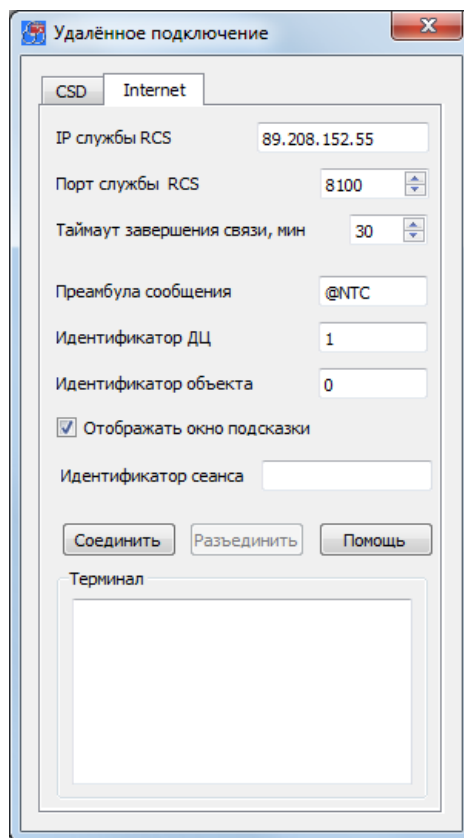 Удалённое подключение
CSD Internet
IP службы RCS 89.208.152.55
Порт службы RCS 8100
Таймаут завершения связи, мин 30
Преамбула сообщения @NTC
Идентификатор ДЦ 1
Идентификатор объекта 0
Отображать окно подсказки
Идентификатор сеанса
Соединить Разъединить Помощь
Терминал